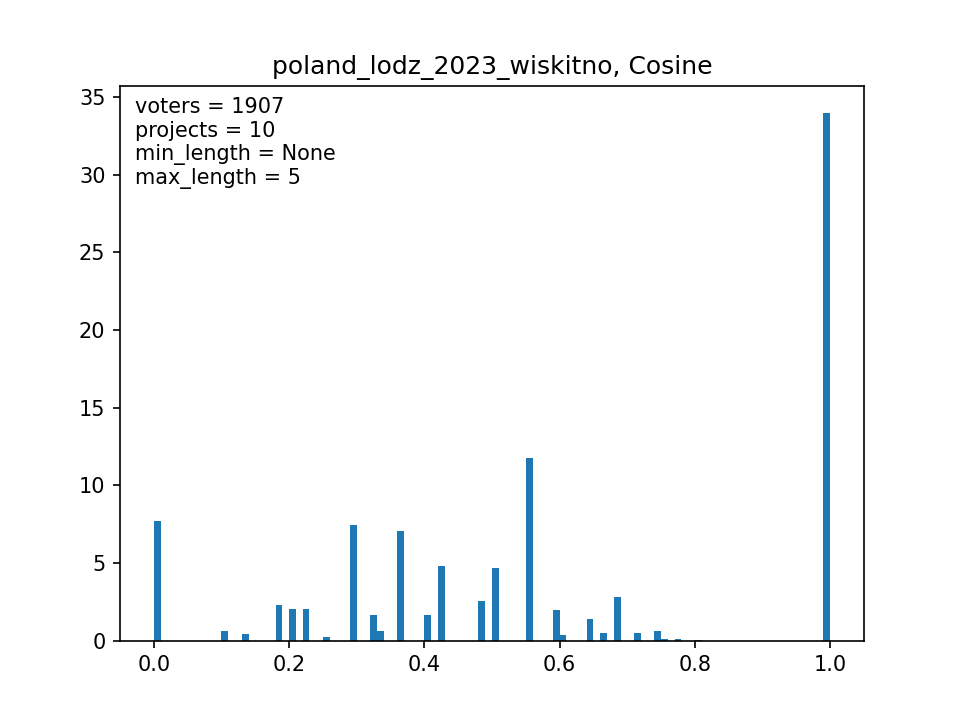 poland_lodz_2023_wiskitno, Cosine
voters = 1907
projects = 10
min_length = None
max_length = 5
35
30
25
20
15
10
5
0
0.0 0.2 0.4 0.6 0.8 1.0